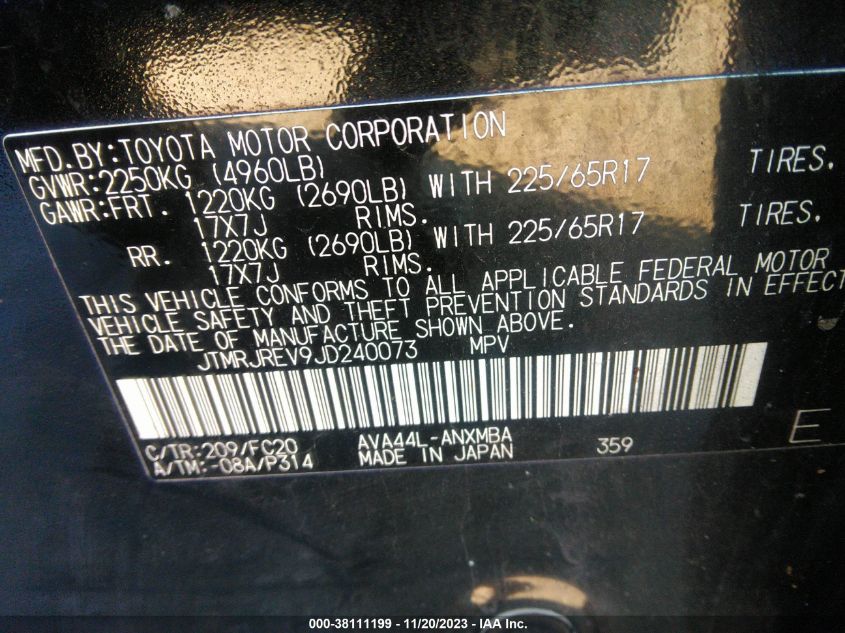 MFD.BY:TOYOTA MOTOR CORPORATION
GVWR:2250KG (4960LB)
GAWR:FRT. 1220KG (2690LB) WITH 225/65R17 TIRES.
17X7J RIMS.
RR. 1220KG (2690LB) WITH 225/65R17 TIRES.
17X7J RIMS.
THIS VEHICLE CONFORMS TO ALL APPLICABLE FEDERAL MOTOR
VEHICLE SAFETY AND THEFT PREVENTION STANDARDS IN EFFECT
THE DATE OF MANUFACTURE SHOWN ABOVE.
JTMRJREV9JD240073 MPV
C/TR:209/FC20 AVA44L-ANXMBA 359 E
A/TM:-08A/P314 MADE IN JAPAN
000-38111199 - 11/20/2023 - IAA Inc.